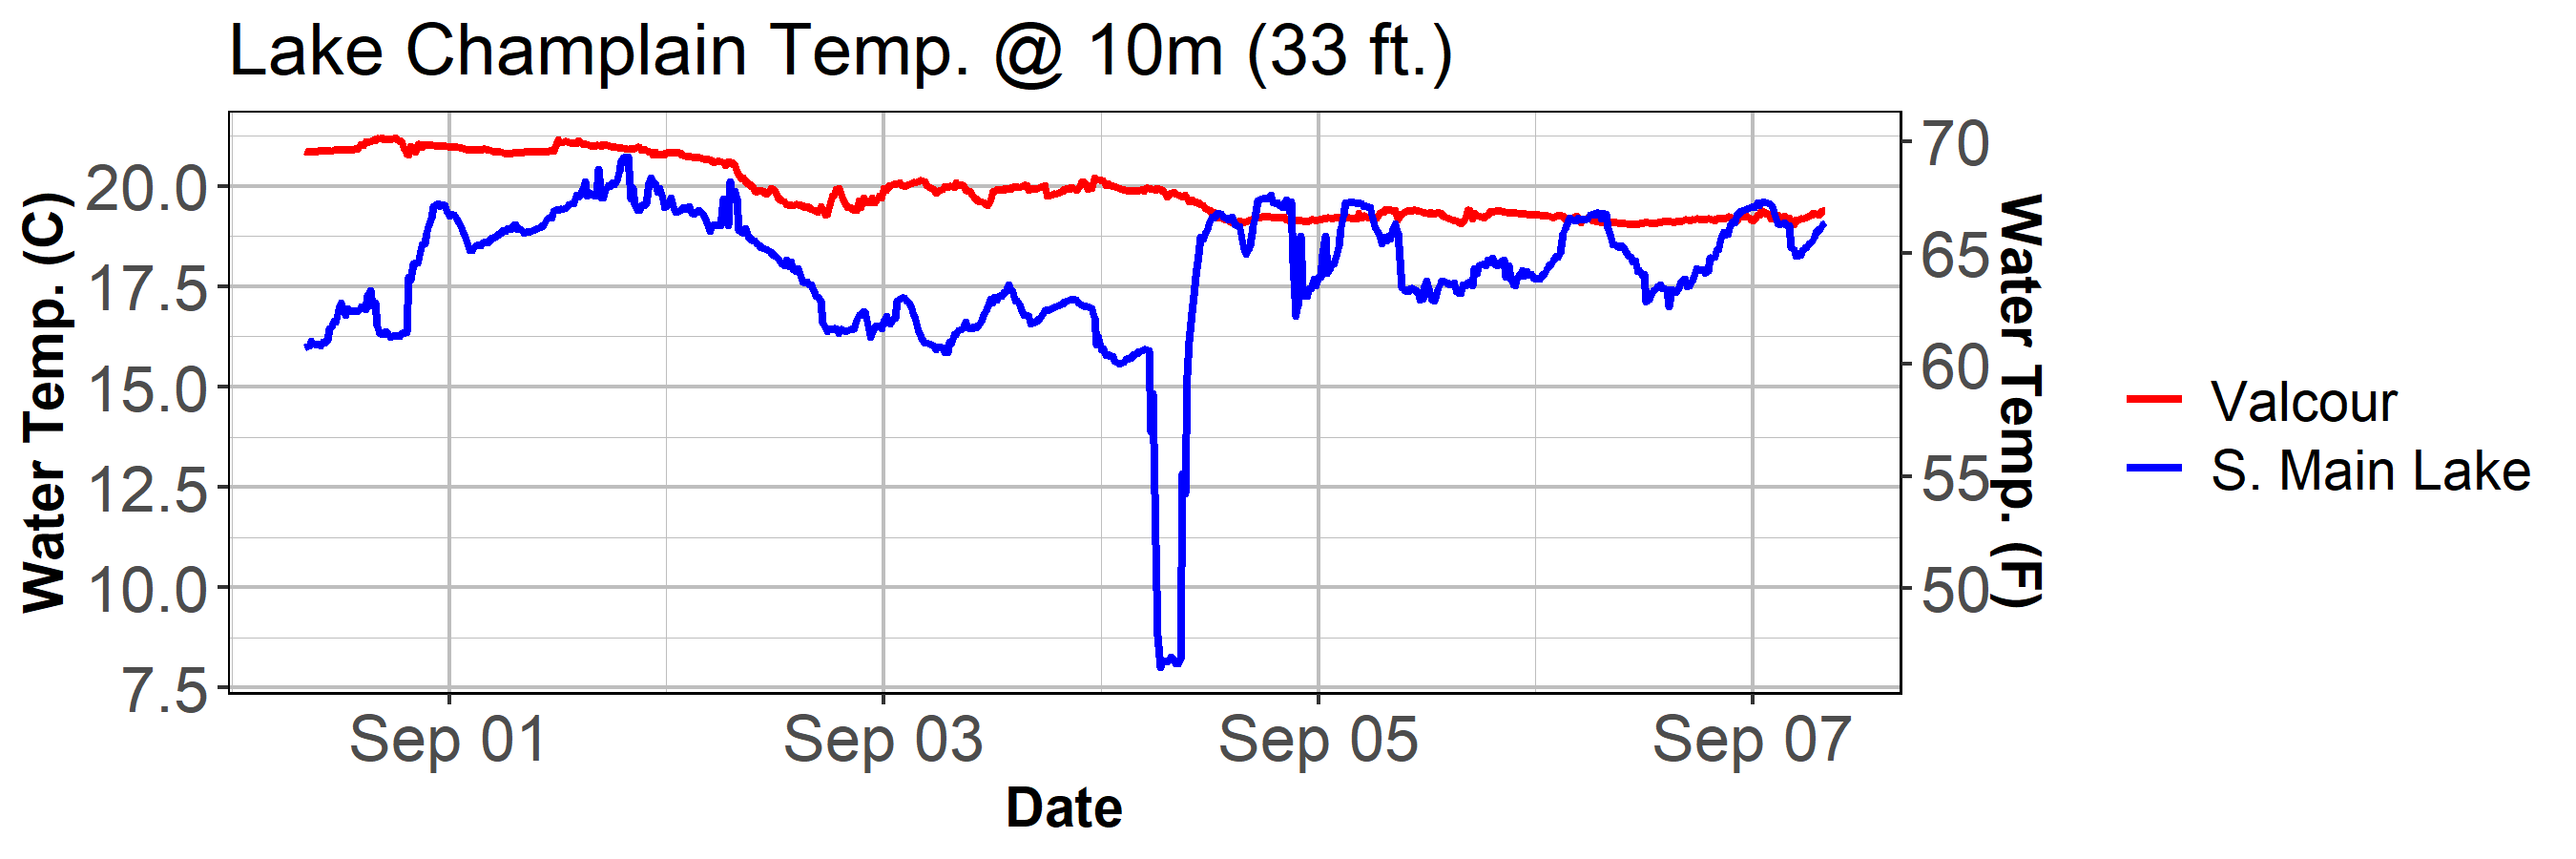 Lake Champlain Temp. @ 10m (33 ft.)
Water Temp. (C)
20.0
17.5
15.0
12.5
10.0
7.5
70
65
60
55
50
Water Temp. (F)
Sep 01
Sep 03
Sep 05
Sep 07
Date
Valcour
S. Main Lake